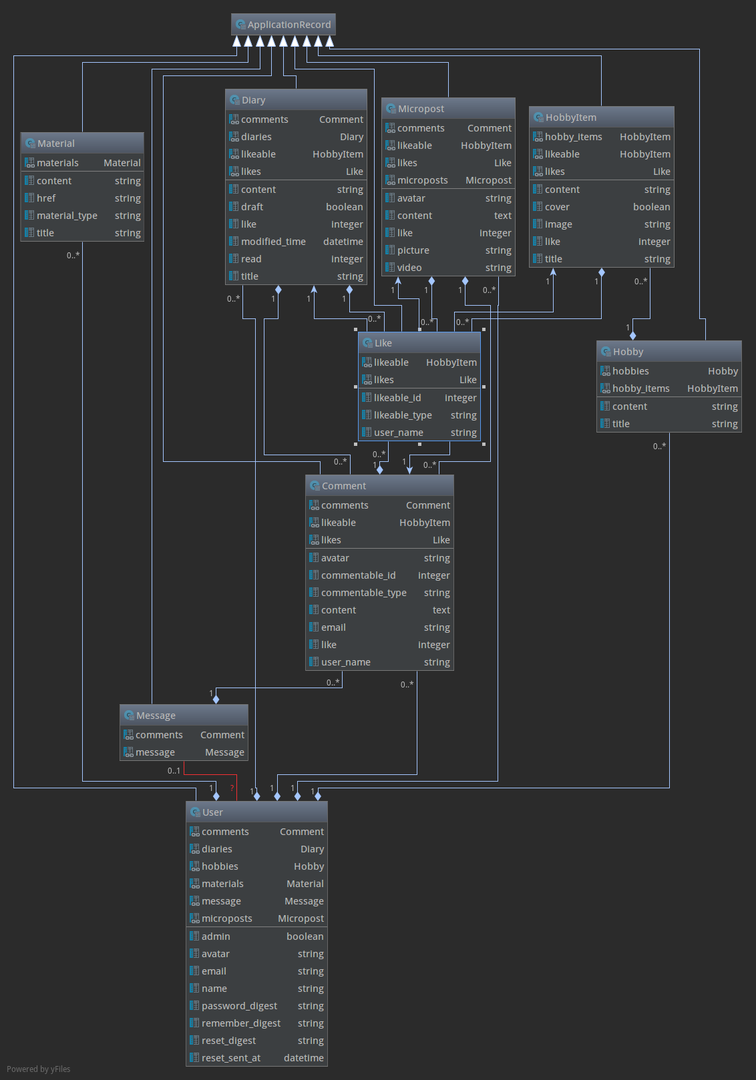 ApplicationRecord
Diary
comments Comment
diaries Diary
likeable HobbyItem
likes Like
content string
draft boolean
like integer
modified_time datetime
read integer
title string
Micropost
comments Comment
likeable HobbyItem
likes Like
microposts Micropost
avatar string
content text
like integer
picture string
video string
HobbyItem
hobby_items HobbyItem
likeable HobbyItem
likes Like
content string
cover boolean
image string
like integer
title string
Material
materials Material
content string
href string
material_type string
title string
0..*
0..*
1
1
1
1
1
0..*
1
1
0..*
0..*
0..*
0..*
1
Like
likeable HobbyItem
likes Like
likeable_id integer
likeable_type string
user_name string
Hobby
hobbies Hobby
hobby_items HobbyItem
content string
title string
0..*
0..*
0..*
1
1
0..*
Comment
comments Comment
likeable HobbyItem
likes Like
avatar string
commentable_id integer
commentable_type string
content text
email string
like integer
user_name string
0..*
0..*
1
Message
comments Comment
message Message
0..1
1
?
1
1
1
1
User
comments Comment
diaries Diary
hobbies Hobby
materials Material
message Message
microposts Micropost
admin boolean
avatar string
email string
name string
password_digest string
remember_digest string
reset_digest string
reset_sent_at datetime
Powered by yFiles